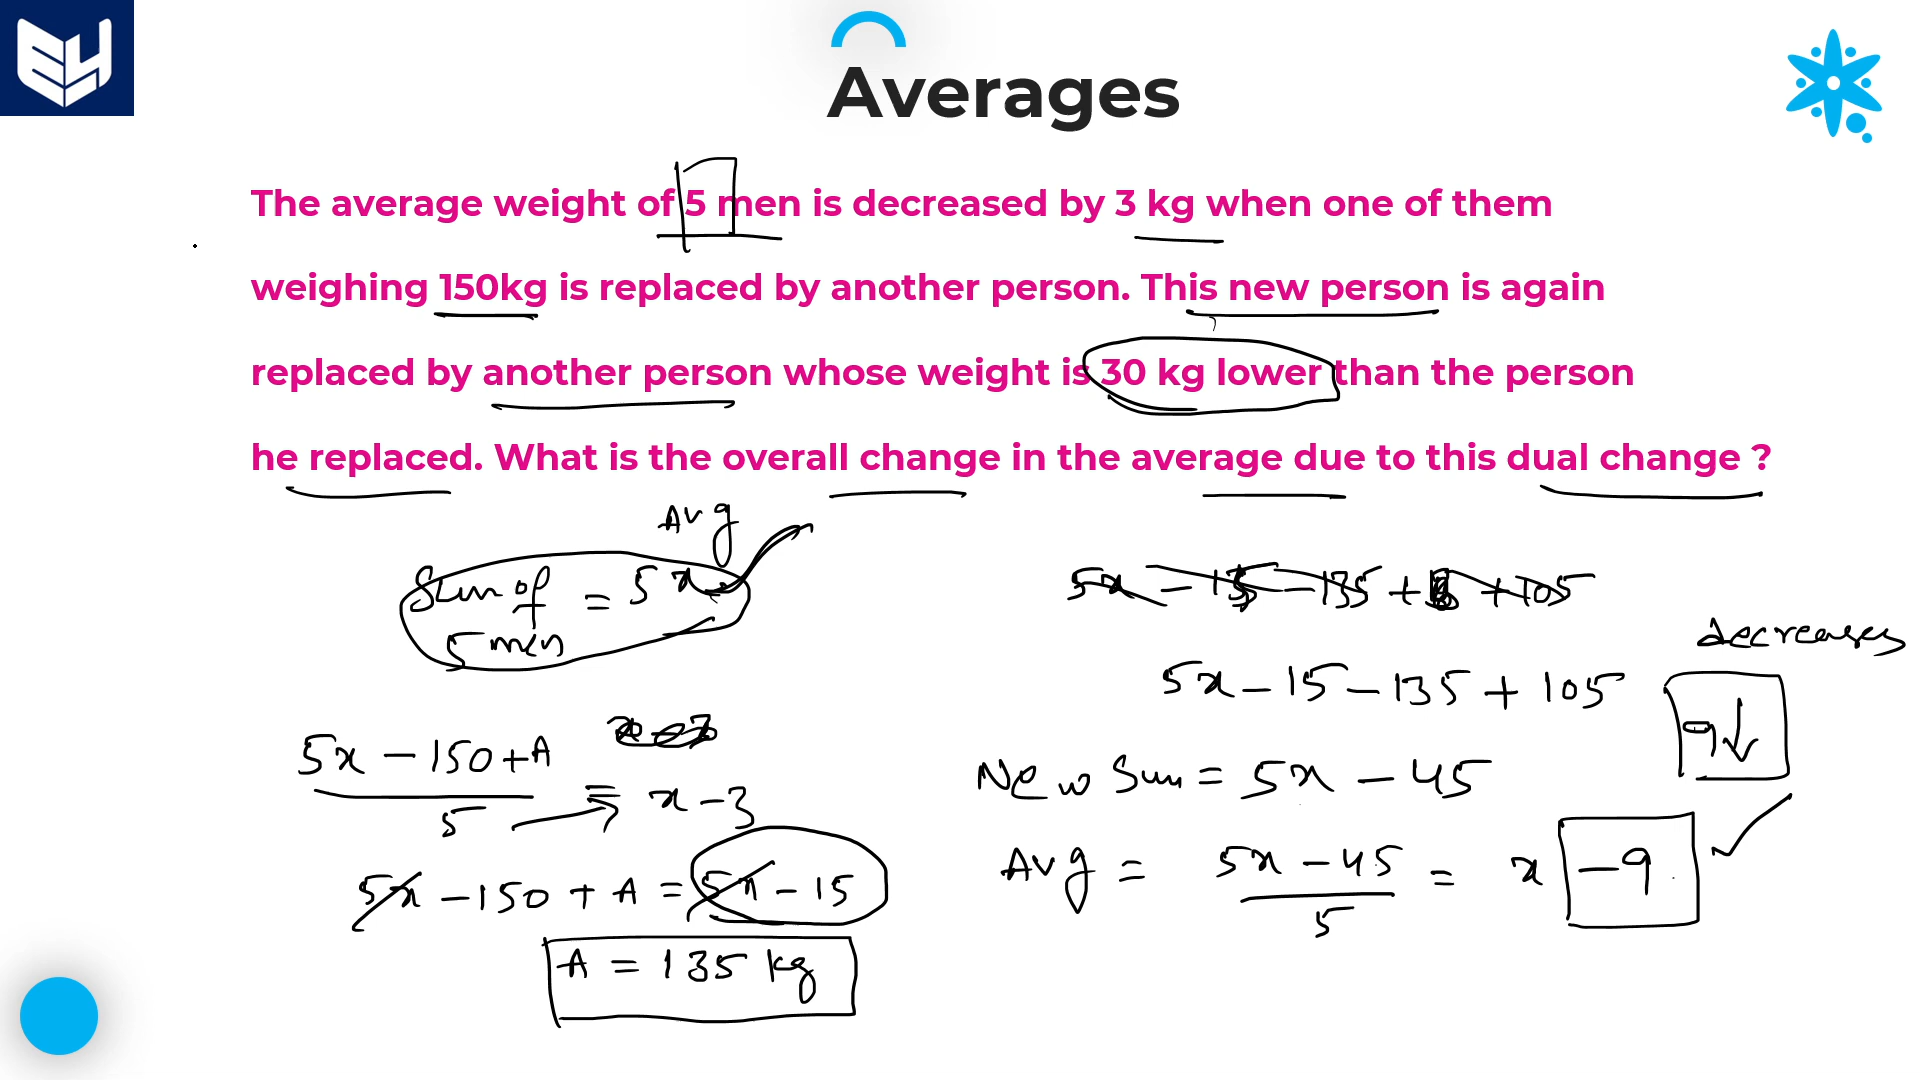 Averages
The average weight of 5 men is decreased by 3 kg when one of them
weighing 150kg is replaced by another person. This new person is again
replaced by another person whose weight is 30 kg lower than the person
he replaced. What is the overall change in the average due to this dual change ?
Avg
Sum of
5 men = 5x
5x - 150 + A
5 = x - 3
5x - 150 + A = 5x - 15
A = 135 kg
5x - 15 - 135 + + 105
decreases
5x - 15 - 135 + 105
9↓
New Sum = 5x - 45
Avg = 5x - 45 = x - 9
5